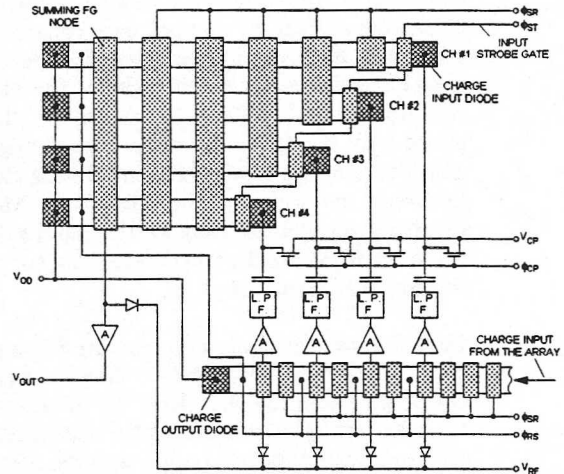 SUMMING FG
NODE
ϕSR
ϕST
INPUT
STROBE GATE
CH #1
CHARGE
INPUT DIODE
CH #2
CH #3
CH #4
VCP
ϕCP
VOD
L. P.
F.
L. P.
F.
L. P.
F.
L. P.
F.
A
A
A
A
A
VOUT
CHARGE INPUT
FROM THE ARRAY
CHARGE
OUTPUT DIODE
ϕSR
ϕRS
VRF